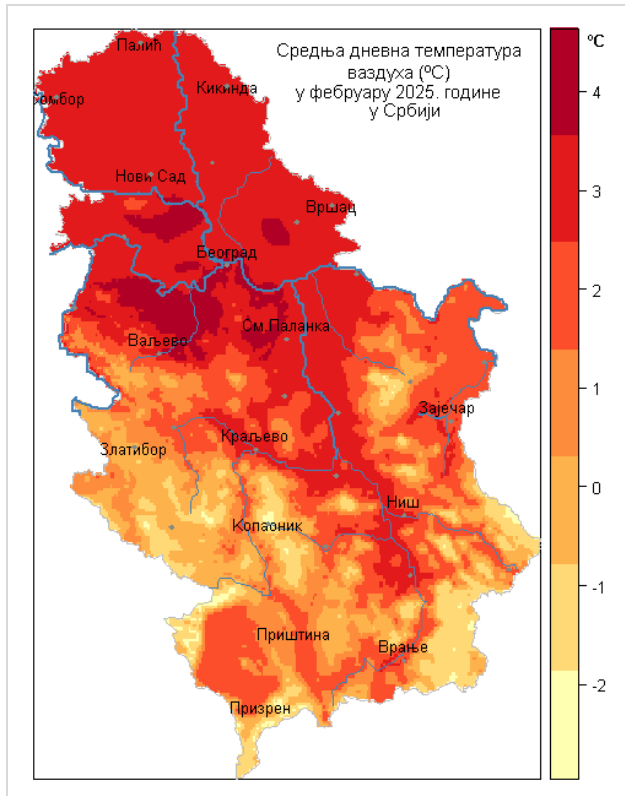 Средња дневна температура
ваздуха (ºC)
у фебруару 2025. године
у Србији
ºC
4
3
2
1
0
-1
-2
Палић
Кикинда
Сомбор
Нови Сад
Вршац
Београд
См.Паланка
Ваљево
Зајечар
Краљево
Златибор
Ниш
Копаоник
Приштина
Врање
Призрен